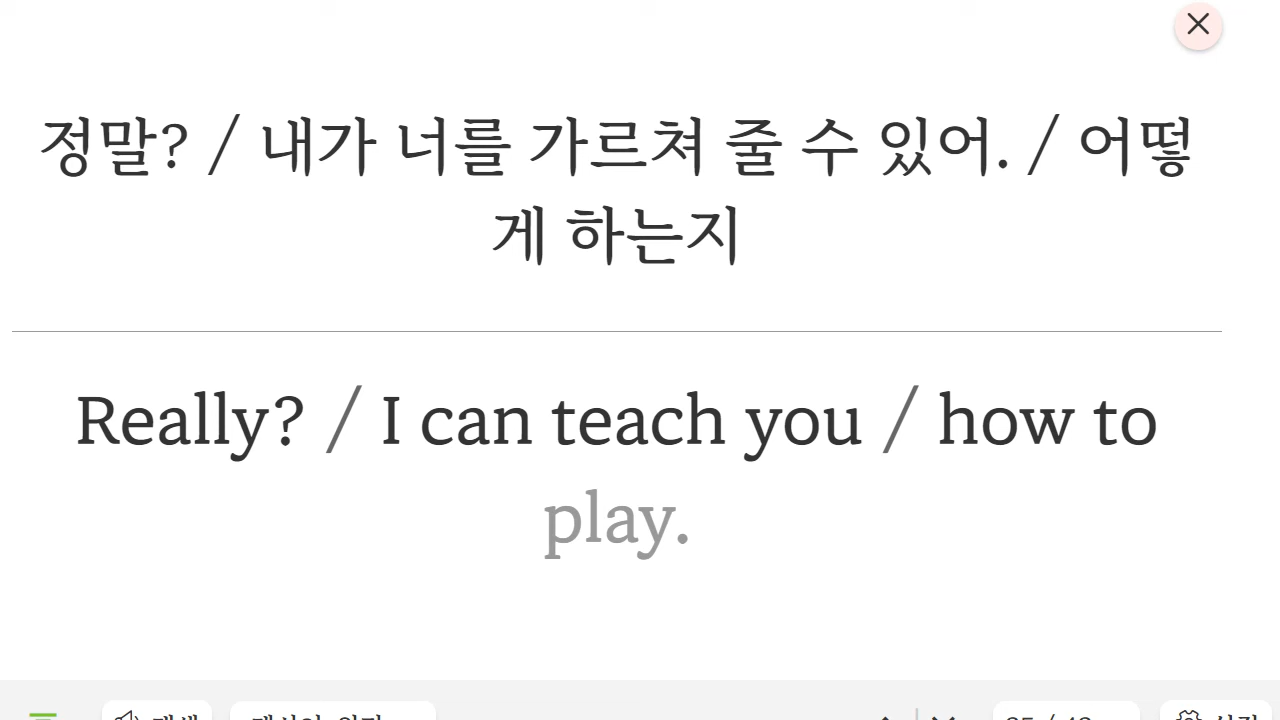 정말? / 내가 너를 가르쳐 줄 수 있어. / 어떻
게 하는지
Really? / I can teach you / how to
play.